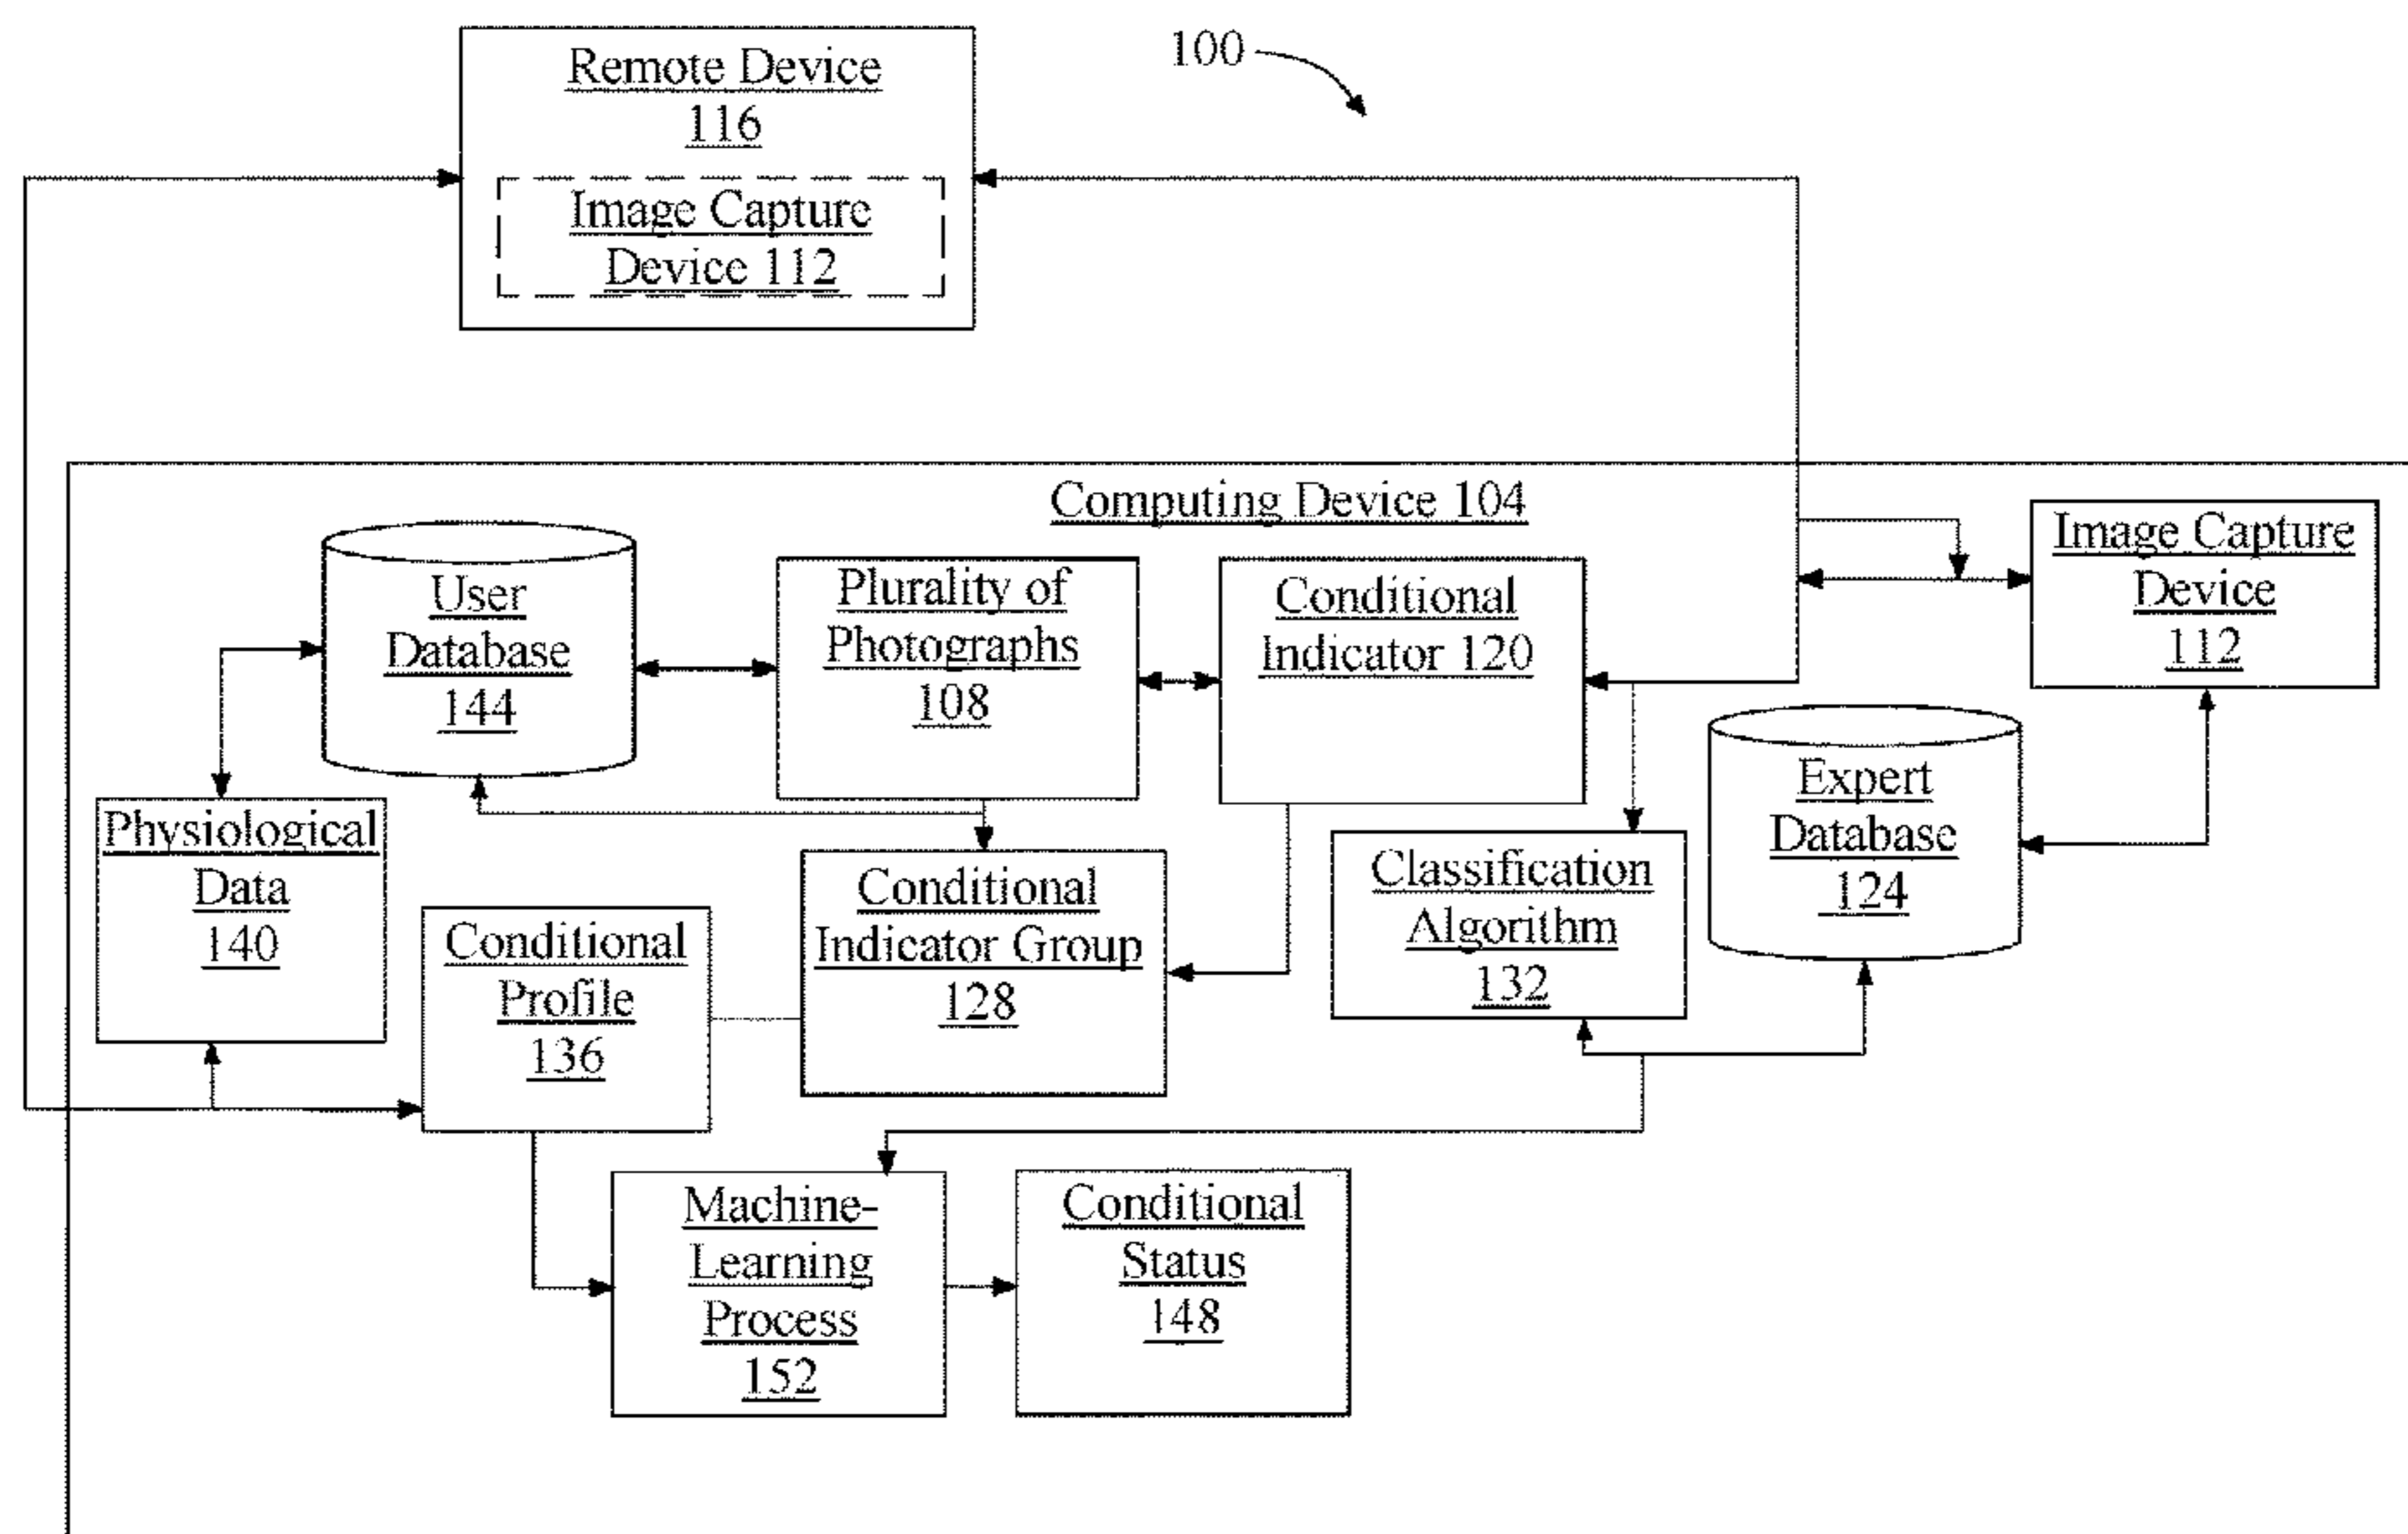 100
Remote Device
116
Image Capture
Device 112
Computing Device 104
User
Database
144
Plurality of
Photographs
108
Conditional
Indicator 120
Image Capture
Device
112
Physiological
Data
140
Conditional
Profile
136
Conditional
Indicator Group
128
Classification
Algorithm
132
Expert
Database
124
Machine-
Learning
Process
152
Conditional
Status
148